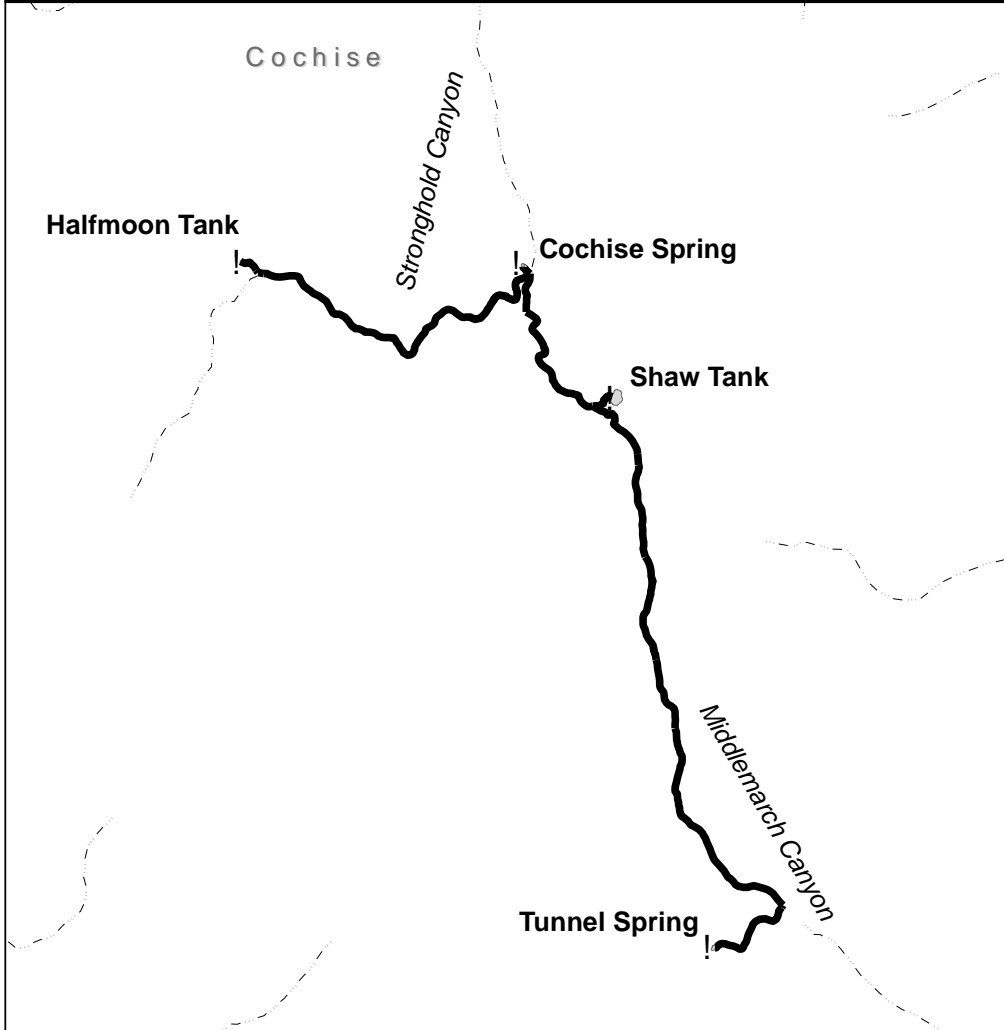 Cochise
Stronghold Canyon
Halfmoon Tank
!
Cochise Spring
!
Shaw Tank
!
Middlemarch Canyon
Tunnel Spring
!